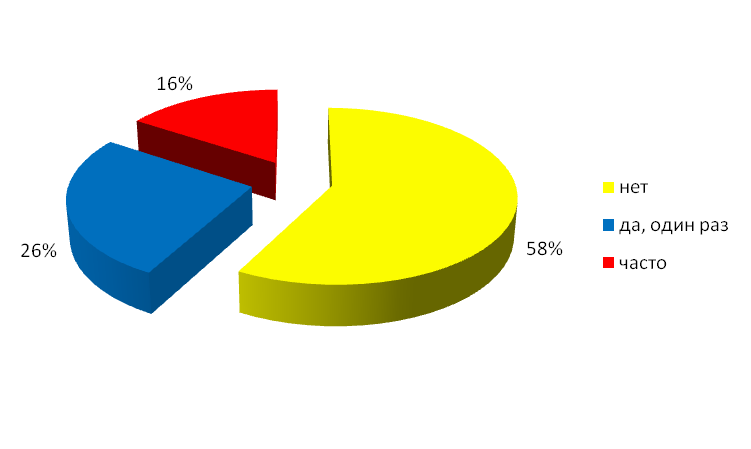 16%
26%
58%
нет
да, один раз
часто